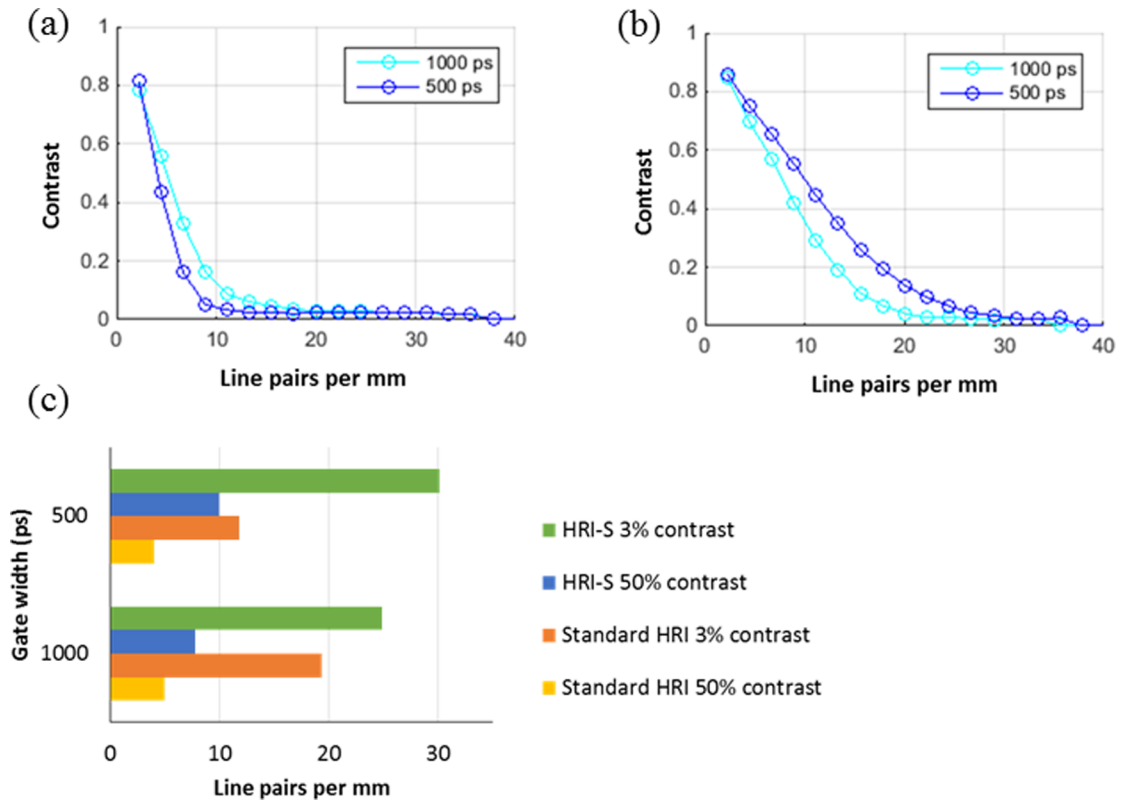 (a)
1
0.8
0.6
0.4
0.2
0
Contrast
1000 ps
500 ps
0
10
20
30
40
Line pairs per mm
(b)
1
0.8
0.6
0.4
0.2
0
Contrast
1000 ps
500 ps
0
10
20
30
40
Line pairs per mm
(c)
Gate width (ps)
500
1000
0
10
20
30
Line pairs per mm
HRI-S 3% contrast
HRI-S 50% contrast
Standard HRI 3% contrast
Standard HRI 50% contrast